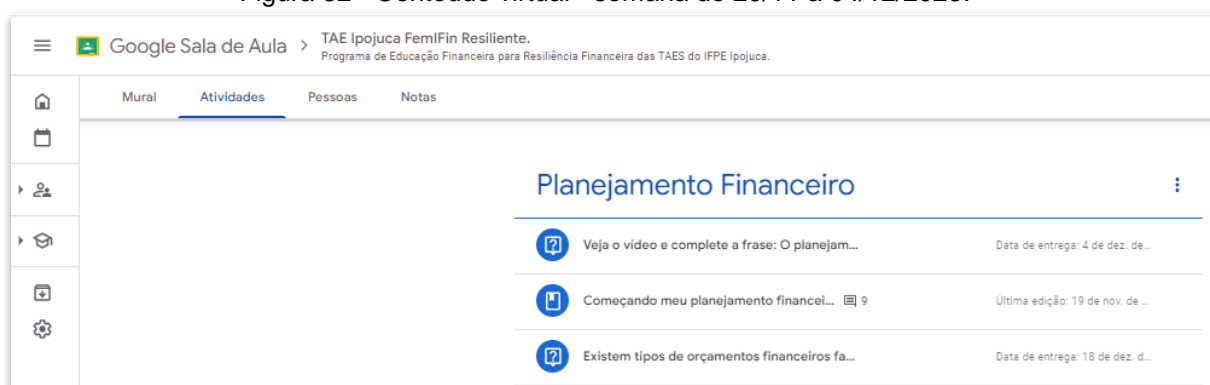 Google Sala de Aula
TAE Ipojuca FemIFin Resiliente.
Programa de Educação Financeira para Resiliência Financeira das TAES do IFPE Ipojuca.
Mural Atividades Pessoas Notas
Planejamento Financeiro
Veja o vídeo e complete a frase: O planejam... Data de entrega: 4 de dez. de...
Começando meu planejamento financei... 9 Última edição: 19 de nov. de ...
Existem tipos de orçamentos financeiros fa... Data de entrega: 18 de dez. d...